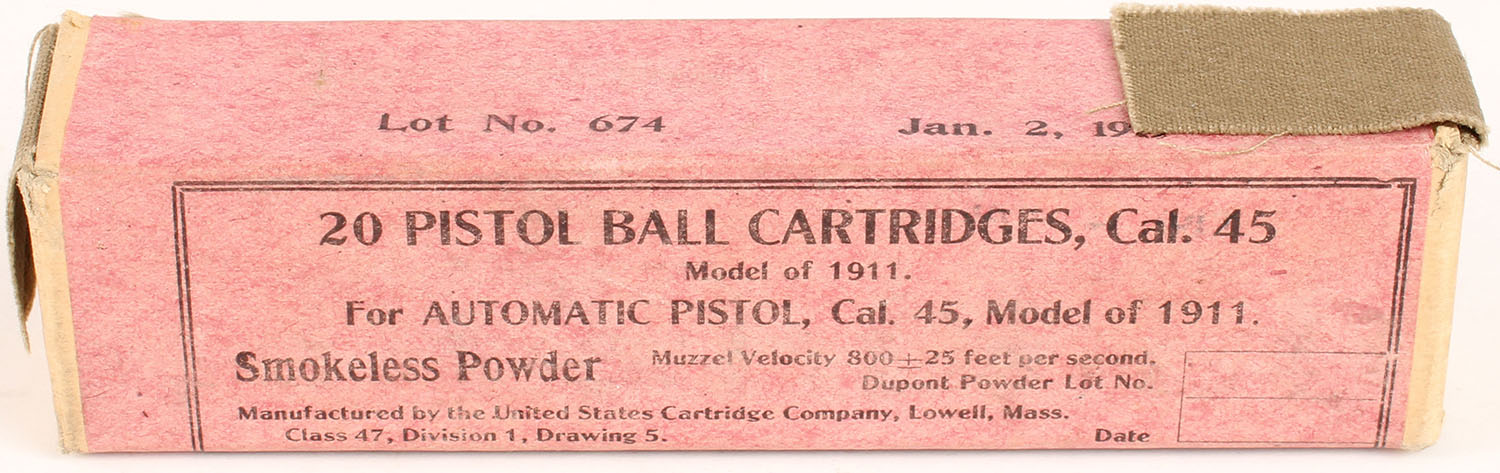 Lot No. 674 Jan. 2, 19
20 PISTOL BALL CARTRIDGES, Cal. 45
Model of 1911.
For AUTOMATIC PISTOL, Cal. 45, Model of 1911.
Smokeless Powder Muzzel Velocity 800±25 feet per second.
Dupont Powder Lot No.
Manufactured by the United States Cartridge Company, Lowell, Mass.
Class 47, Division 1, Drawing 5. Date